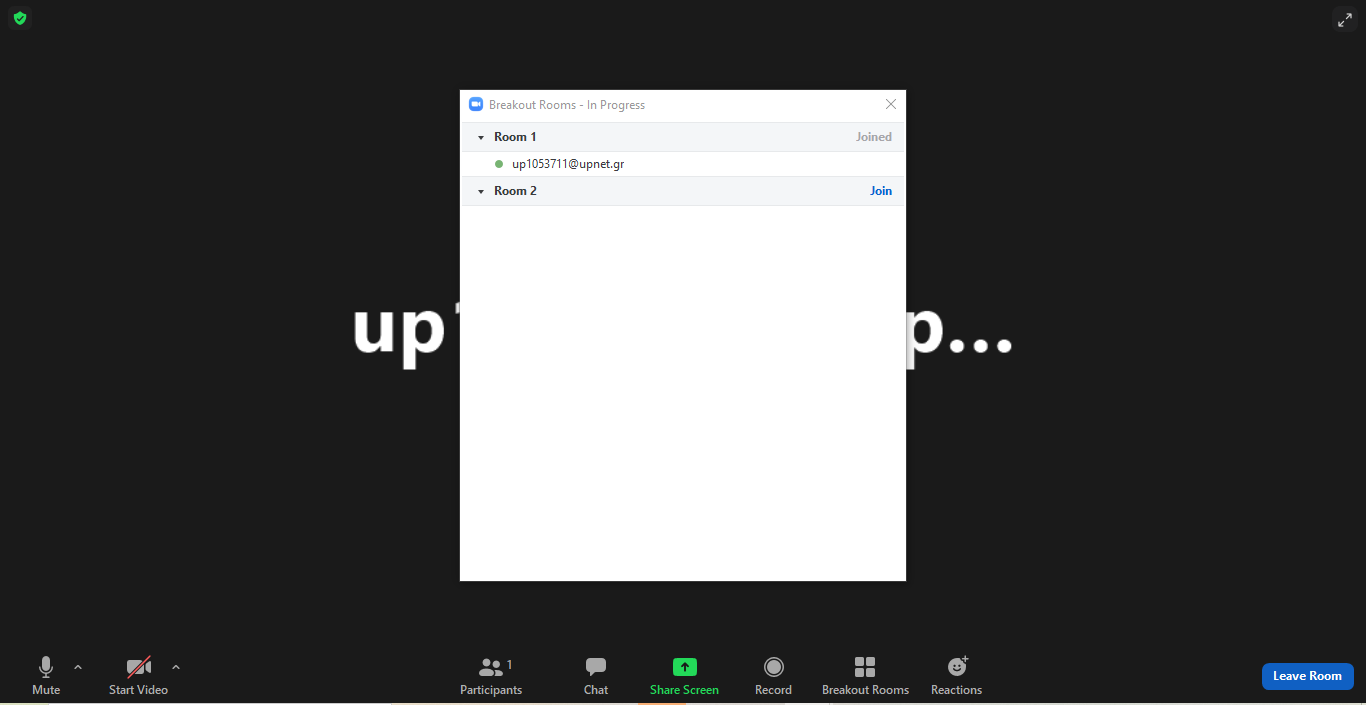 Breakout Rooms - In Progress
Room 1 Joined
up1053711@upnet.gr
Room 2 Join
up p...
1
Mute Start Video Participants Chat Share Screen Record Breakout Rooms Reactions Leave Room